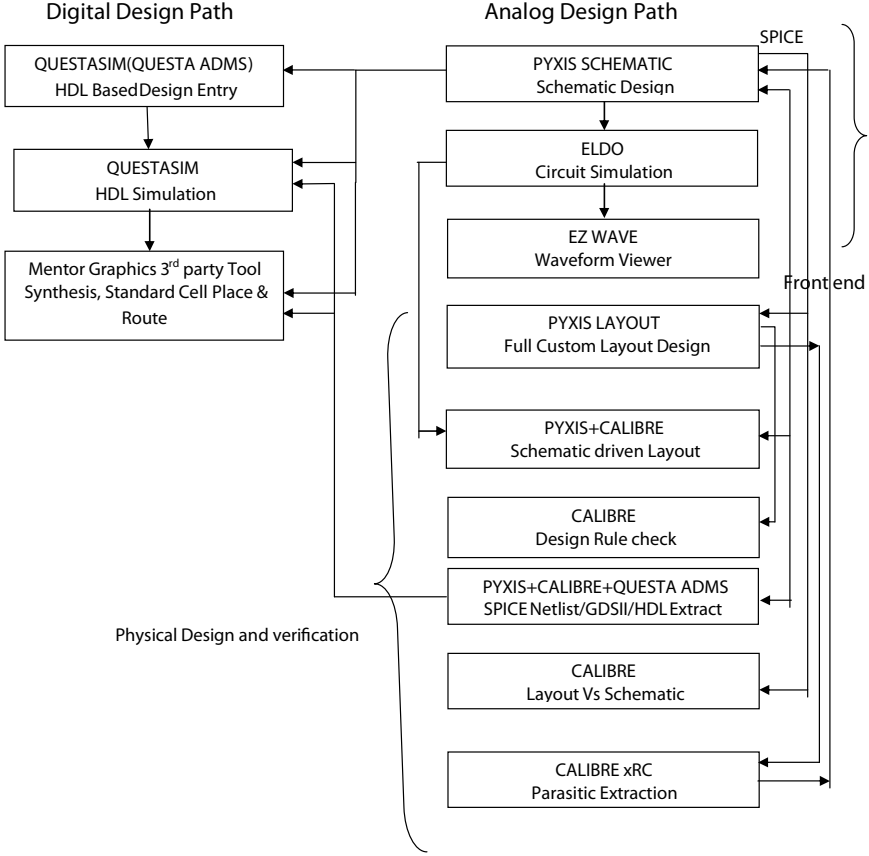 Digital Design Path
Analog Design Path
SPICE
QUESTASIM(QUESTA ADMS)
HDL Based Design Entry
QUESTASIM
HDL Simulation
Mentor Graphics 3rd party Tool
Synthesis, Standard Cell Place &
Route
PYXIS SCHEMATIC
Schematic Design
ELDO
Circuit Simulation
EZ WAVE
Waveform Viewer
Front end
PYXIS LAYOUT
Full Custom Layout Design
PYXIS+CALIBRE
Schematic driven Layout
CALIBRE
Design Rule check
PYXIS+CALIBRE+QUESTA ADMS
SPICE Netlist/GDSII/HDL Extract
Physical Design and verification
CALIBRE
Layout Vs Schematic
CALIBRE xRC
Parasitic Extraction